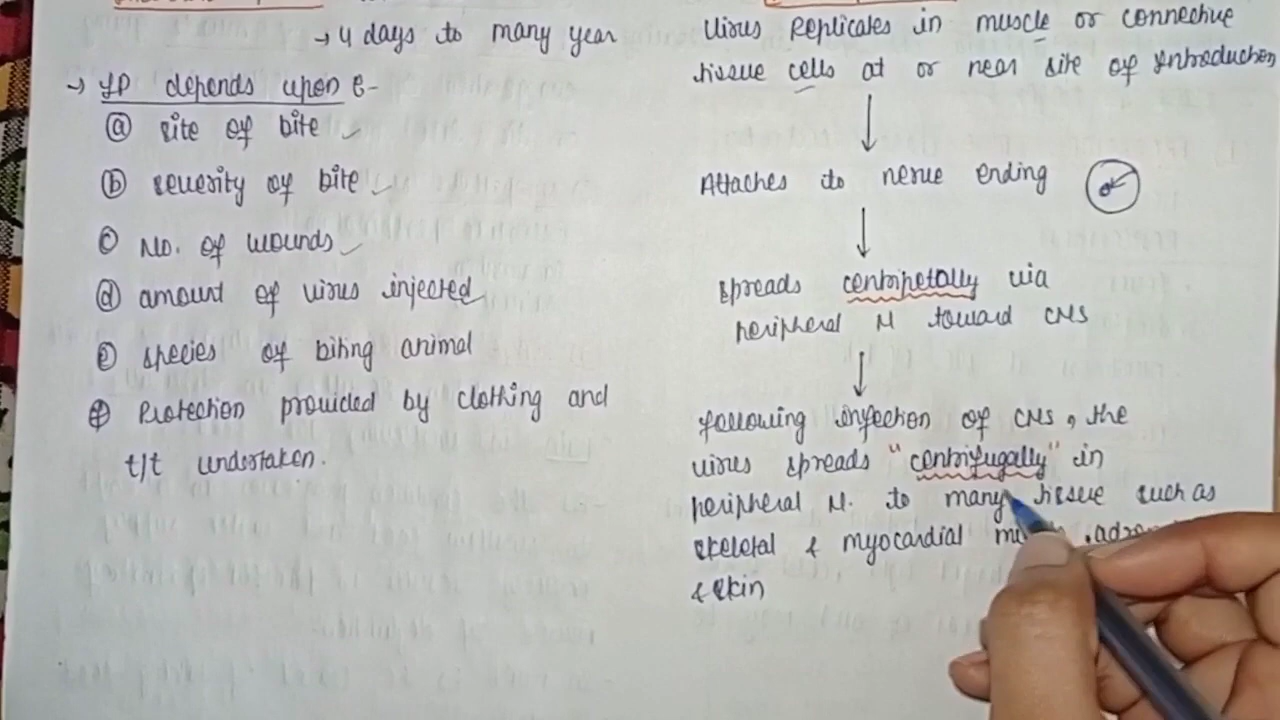 → 4 days to many year
→ IP depends upon :-
ⓐ site of bite
ⓑ severity of bite
ⓒ No. of wounds
ⓓ amount of virus injected
ⓔ species of biting animal
ⓕ Protection provided by clothing and
t/t undertaken.
Virus Replicates in muscle or connective
tissue cells at or near site of introduction
↓
Attaches to nerve ending
↓
spreads centripetally via
peripheral N toward CNS
↓
following infection of CNS, the
virus spreads "centrifugally" in
peripheral N. to many tissue such as
skeletal & myocardial
& skin